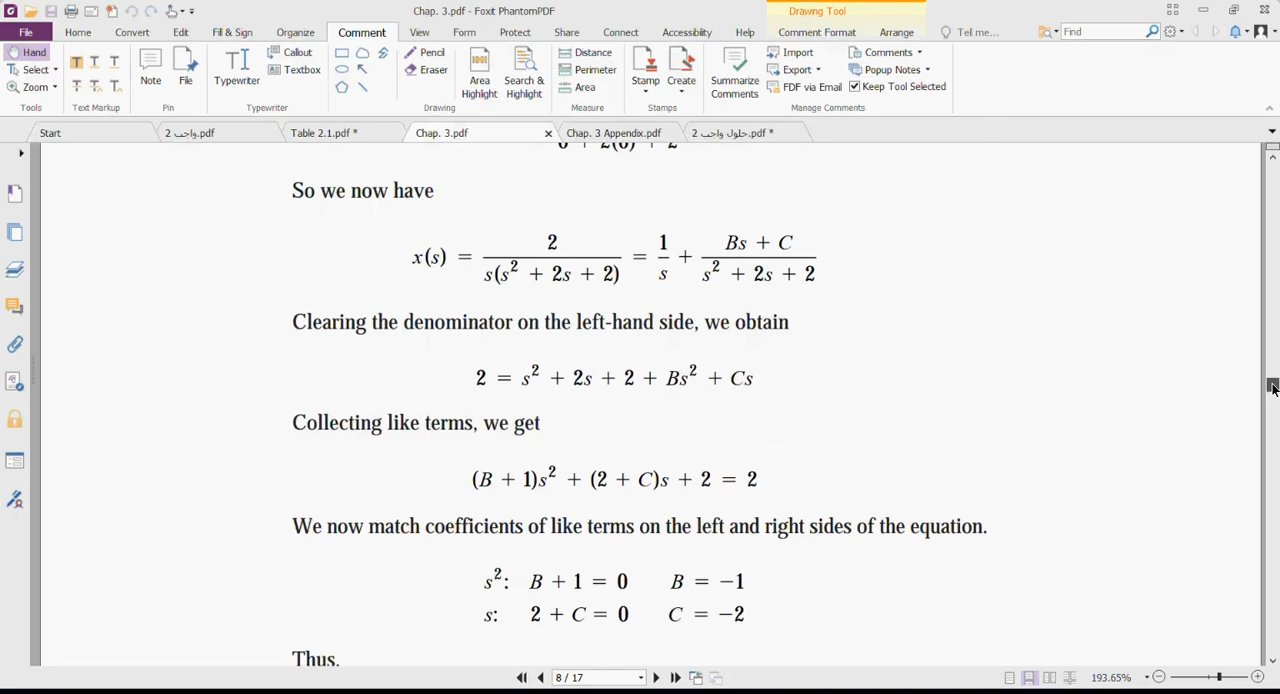 Chap. 3.pdf - Foxit PhantomPDF
Drawing Tool
File Home Convert Edit Fill & Sign Organize Comment View Form Protect Share Connect Accessibility Help Comment Format Arrange Tell me... Find
Hand
Select
Zoom
Tools
T T T
T T T
Text Markup
Note
File
Pin
Typewriter
Callout
Textbox
Typewriter
Pencil
Eraser
Area Highlight
Search & Highlight
Drawing
Distance
Perimeter
Area
Measure
Stamp
Create
Stamps
Summarize Comments
Import
Export
FDF via Email
Comments
Popup Notes
Keep Tool Selected
Manage Comments
Start واجب 2.pdf Table 2.1.pdf * Chap. 3.pdf Chap. 3 Appendix.pdf حلول واجب 2.pdf *
So we now have
x(s) = 2 / s(s² + 2s + 2) = 1/s + (Bs + C) / (s² + 2s + 2)
Clearing the denominator on the left-hand side, we obtain
2 = s² + 2s + 2 + Bs² + Cs
Collecting like terms, we get
(B + 1)s² + (2 + C)s + 2 = 2
We now match coefficients of like terms on the left and right sides of the equation.
s²: B + 1 = 0 B = −1
s: 2 + C = 0 C = −2
Thus,
8 / 17
193.65%